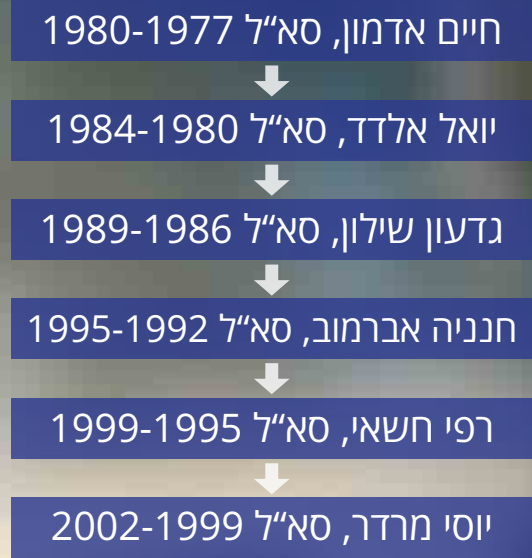 חיים אדמון, סא“ל 1980-1977
יואל אלדד, סא“ל 1984-1980
גדעון שילון, סא“ל 1989-1986
חנניה אברמוב, סא“ל 1995-1992
רפי חשאי, סא“ל 1999-1995
יוסי מרדר, סא“ל 2002-1999